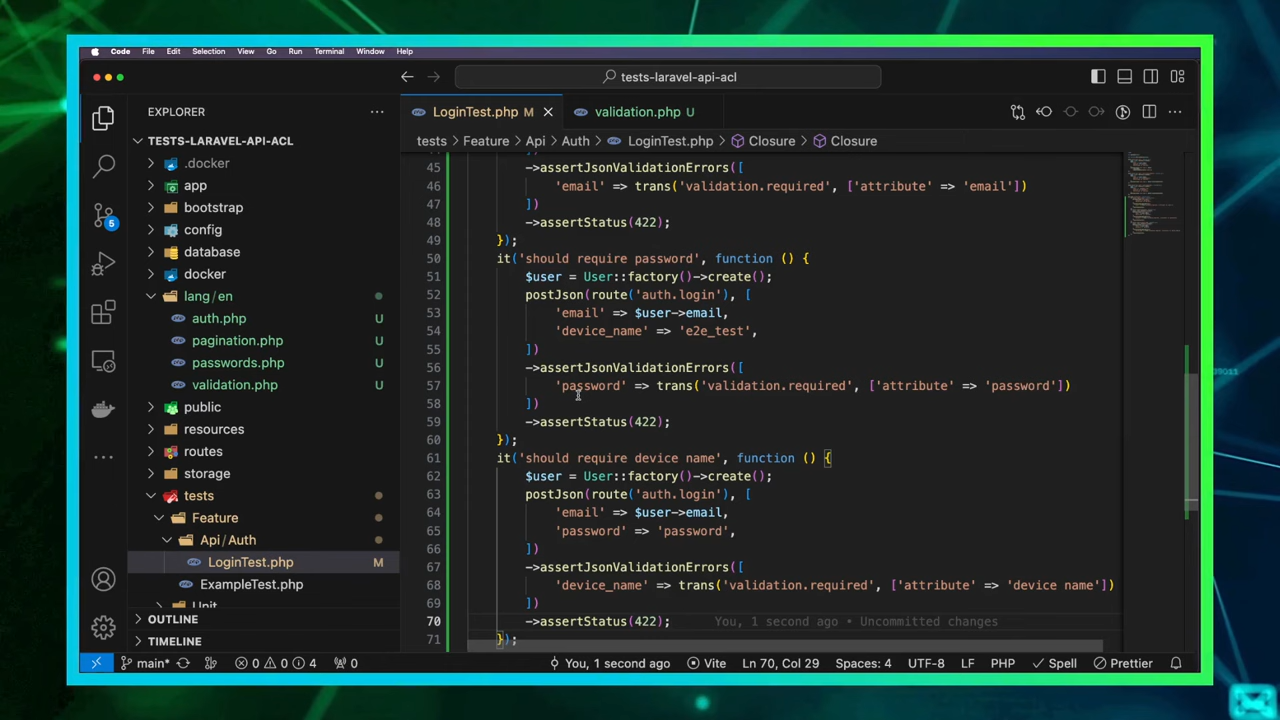 Code File Edit Selection View Go Run Terminal Window Help
tests-laravel-api-acl
EXPLORER
LoginTest.php M
validation.php U
TESTS-LARAVEL-API-ACL
tests > Feature > Api > Auth > LoginTest.php > Closure > Closure
.docker
app
bootstrap
config
5
database
docker
lang/en
auth.php U
pagination.php U
passwords.php U
validation.php U
public
resources
routes
storage
tests
Feature
Api/Auth
LoginTest.php M
ExampleTest.php
Unit
OUTLINE
TIMELINE
45 ->assertJsonValidationErrors([
46 'email' => trans('validation.required', ['attribute' => 'email'])
47 ])
48 ->assertStatus(422);
49 });
50 it('should require password', function () {
51 $user = User::factory()->create();
52 postJson(route('auth.login'), [
53 'email' => $user->email,
54 'device_name' => 'e2e_test',
55 ])
56 ->assertJsonValidationErrors([
57 'password' => trans('validation.required', ['attribute' => 'password'])
58 ])
59 ->assertStatus(422);
60 });
61 it('should require device name', function () {
62 $user = User::factory()->create();
63 postJson(route('auth.login'), [
64 'email' => $user->email,
65 'password' => 'password',
66 ])
67 ->assertJsonValidationErrors([
68 'device_name' => trans('validation.required', ['attribute' => 'device name'])
69 ])
70 ->assertStatus(422); You, 1 second ago • Uncommitted changes
71 });
main* 0 0 4 0 You, 1 second ago Vite Ln 70, Col 29 Spaces: 4 UTF-8 LF PHP Spell Prettier